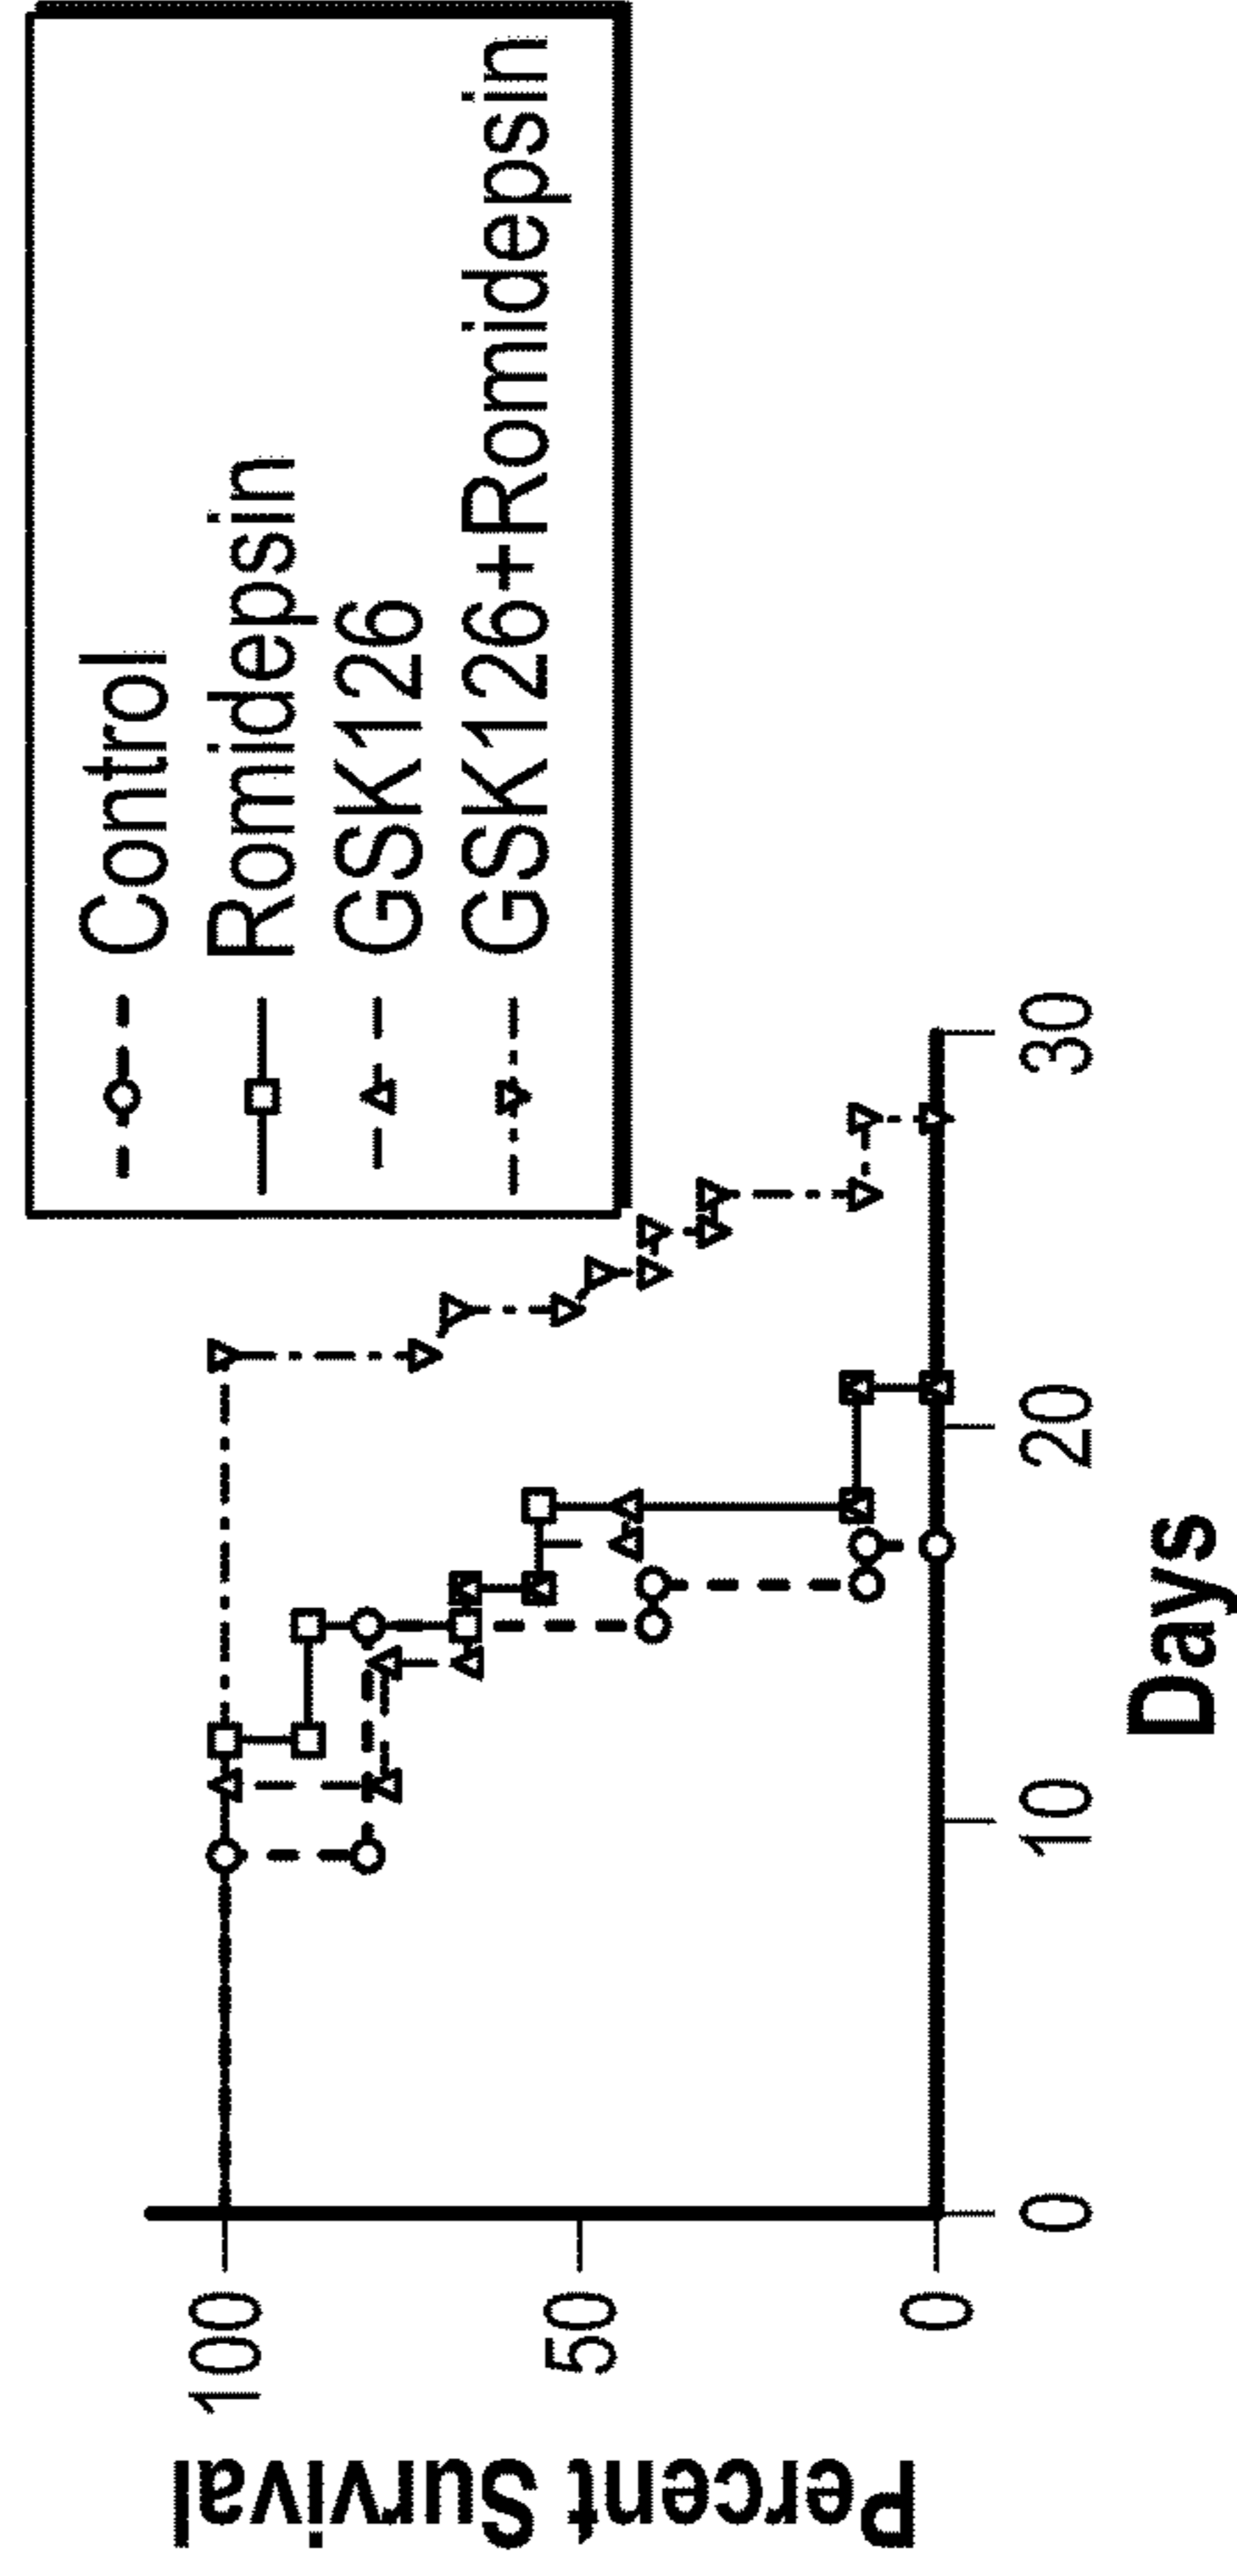 Percent Survival
100
50
0
0
10
20
30
Days
Control
Romidepsin
GSK126
GSK126+Romidepsin